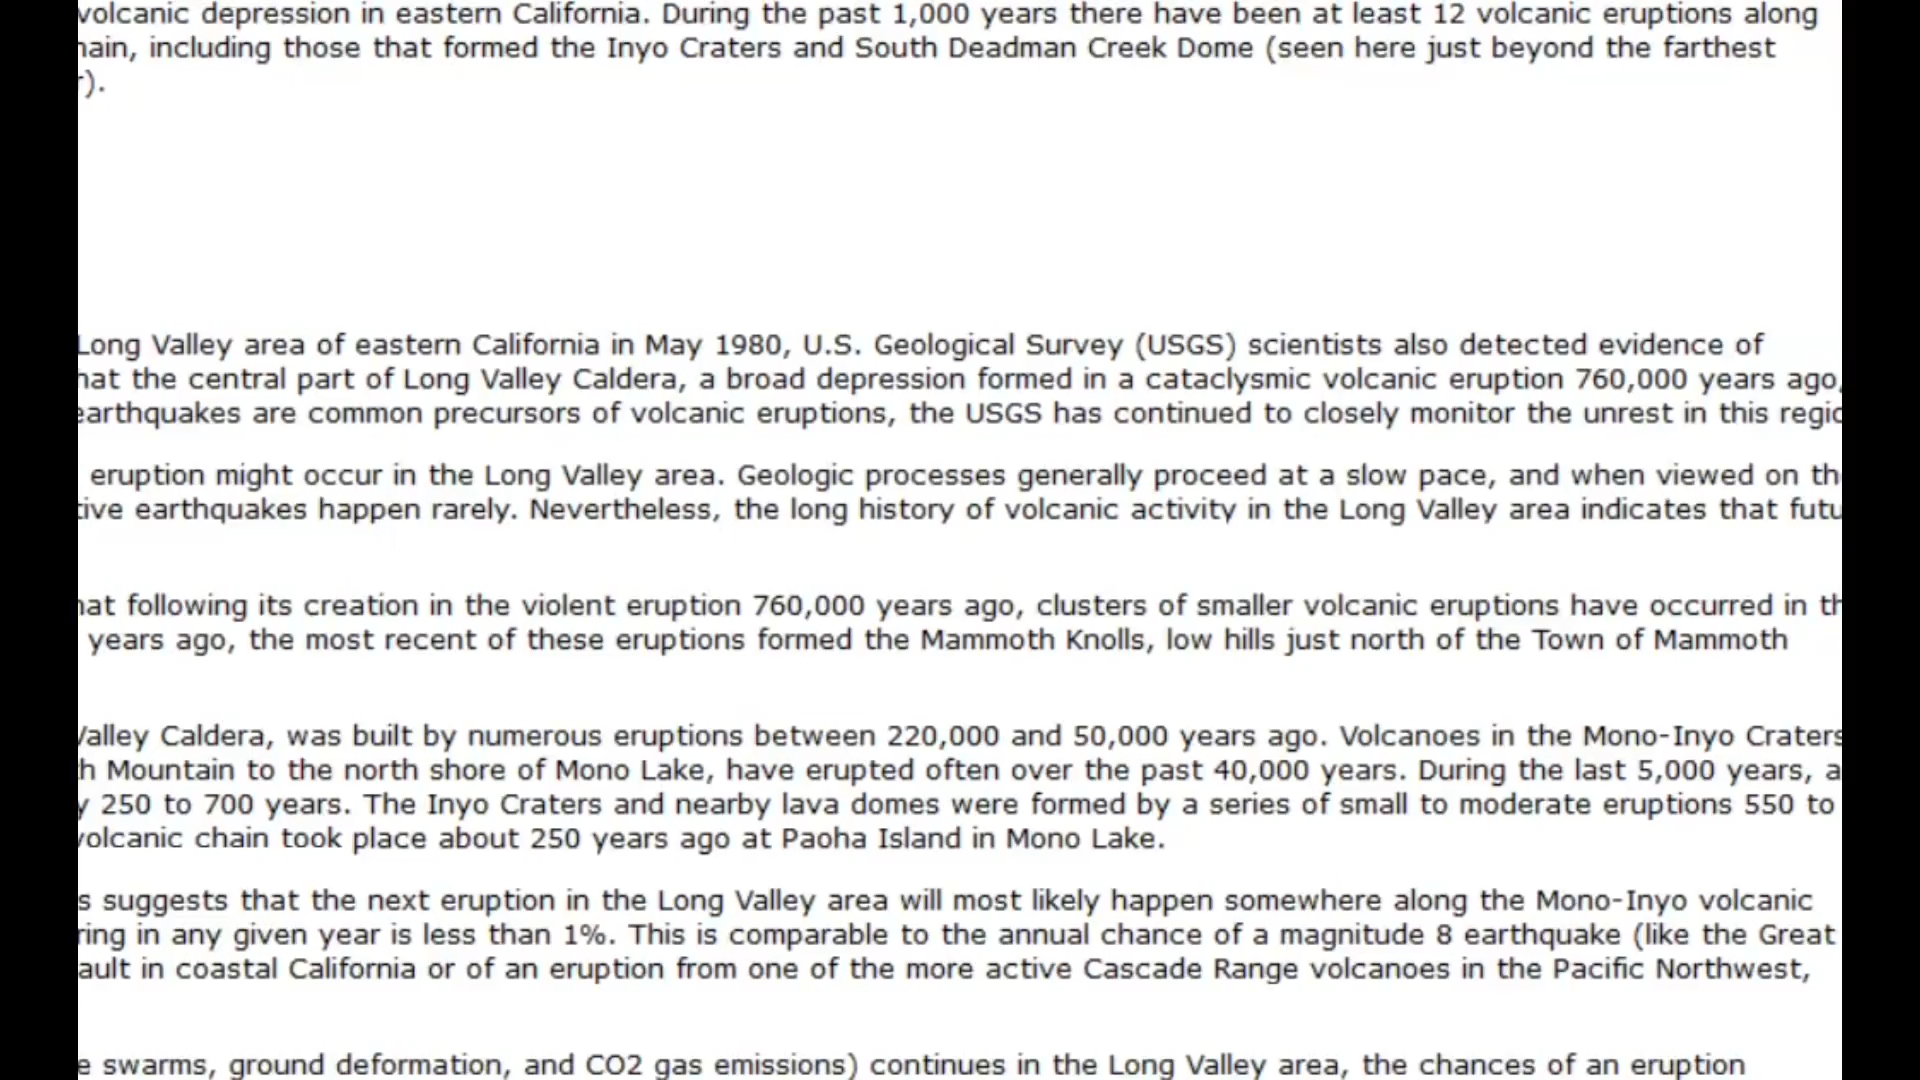 volcanic depression in eastern California. During the past 1,000 years there have been at least 12 volcanic eruptions along
hain, including those that formed the Inyo Craters and South Deadman Creek Dome (seen here just beyond the farthest
r).
Long Valley area of eastern California in May 1980, U.S. Geological Survey (USGS) scientists also detected evidence of
hat the central part of Long Valley Caldera, a broad depression formed in a cataclysmic volcanic eruption 760,000 years ago,
earthquakes are common precursors of volcanic eruptions, the USGS has continued to closely monitor the unrest in this regio
eruption might occur in the Long Valley area. Geologic processes generally proceed at a slow pace, and when viewed on th
tive earthquakes happen rarely. Nevertheless, the long history of volcanic activity in the Long Valley area indicates that futu
hat following its creation in the violent eruption 760,000 years ago, clusters of smaller volcanic eruptions have occurred in th
years ago, the most recent of these eruptions formed the Mammoth Knolls, low hills just north of the Town of Mammoth
Valley Caldera, was built by numerous eruptions between 220,000 and 50,000 years ago. Volcanoes in the Mono-Inyo Craters
h Mountain to the north shore of Mono Lake, have erupted often over the past 40,000 years. During the last 5,000 years, a
y 250 to 700 years. The Inyo Craters and nearby lava domes were formed by a series of small to moderate eruptions 550 to
volcanic chain took place about 250 years ago at Paoha Island in Mono Lake.
s suggests that the next eruption in the Long Valley area will most likely happen somewhere along the Mono-Inyo volcanic
ring in any given year is less than 1%. This is comparable to the annual chance of a magnitude 8 earthquake (like the Great
ault in coastal California or of an eruption from one of the more active Cascade Range volcanoes in the Pacific Northwest,
e swarms, ground deformation, and CO2 gas emissions) continues in the Long Valley area, the chances of an eruption